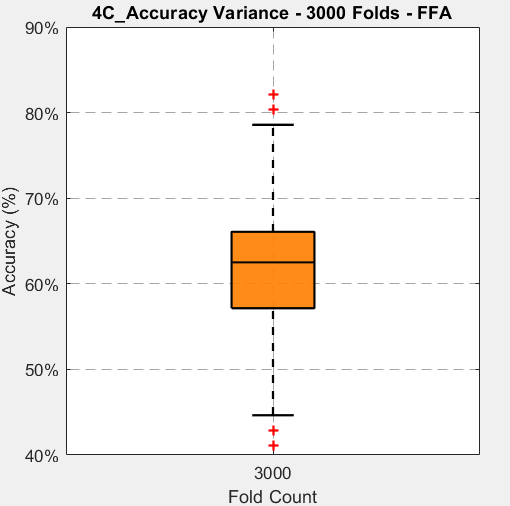 4C_Accuracy Variance - 3000 Folds - FFA
90%
80%
70%
60%
50%
40%
Accuracy (%)
3000
Fold Count